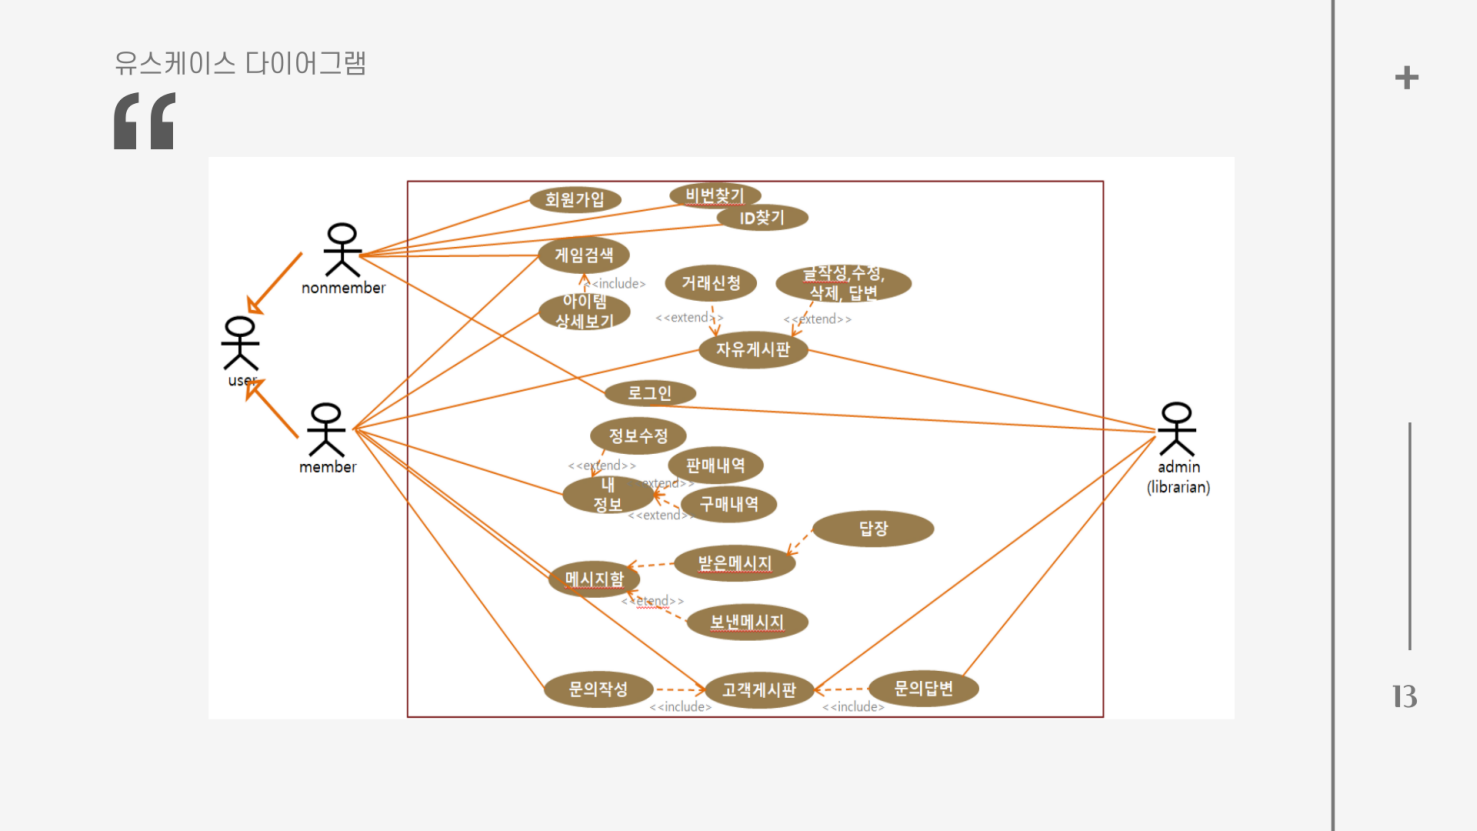 유스케이스 다이어그램
“
+
회원가입
비번찾기
ID찾기
nonmember
게임검색
<<include>
거래신청
글작성,수정,
삭제, 답변
아이템
상세보기
<<extend>>
<<extend>>
자유게시판
user
로그인
member
admin
(librarian)
정보수정
<<extend>>
판매내역
extend>>
내
정보
구매내역
<<extend>
답장
받은메시지
메시지함
<<etend>>
보낸메시지
문의작성
고객게시판
문의답변
<<include>
<<include>
13